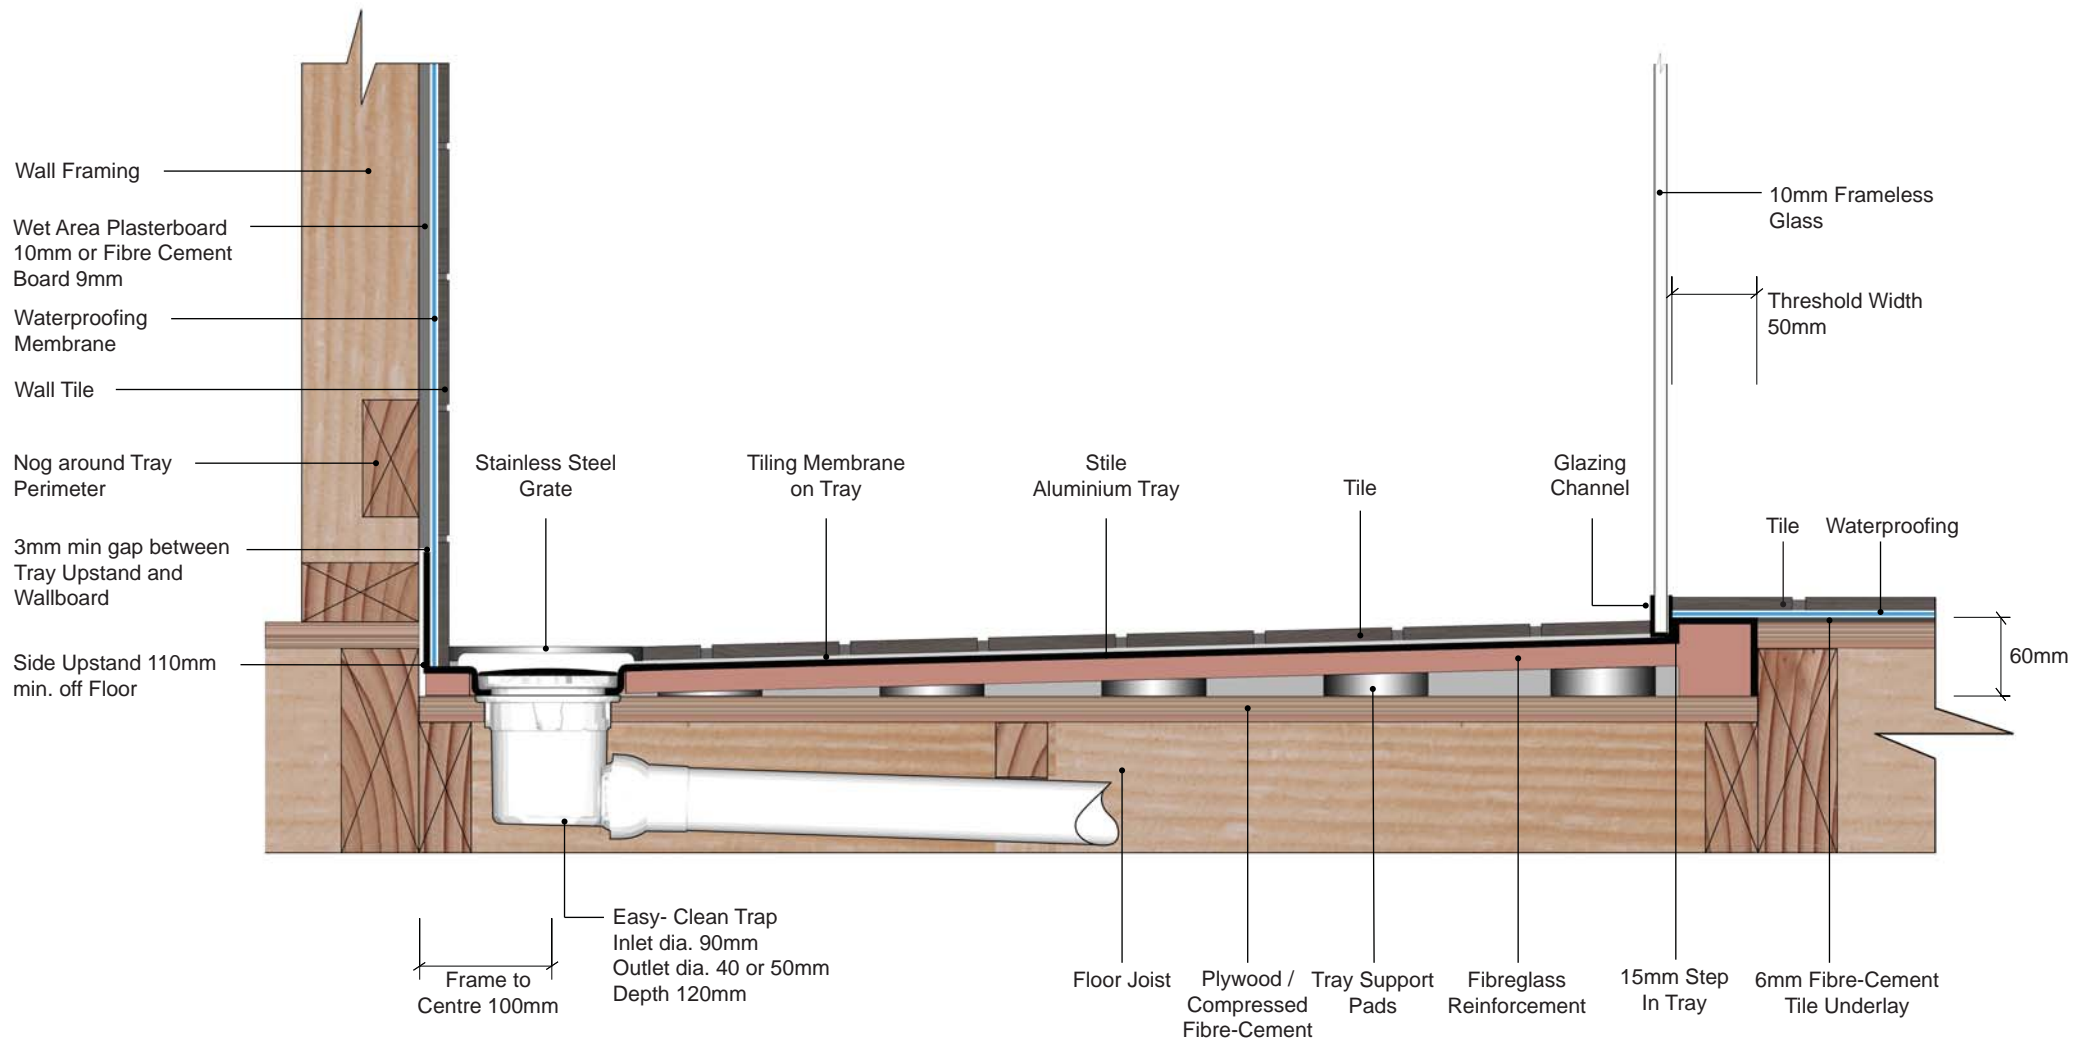 Wall Framing
Wet Area Plasterboard
10mm or Fibre Cement
Board 9mm
Waterproofing
Membrane
Wall Tile
Nog around Tray
Perimeter
3mm min gap between
Tray Upstand and
Wallboard
Side Upstand 110mm
min. off Floor
Stainless Steel
Grate
Tiling Membrane
on Tray
Stile
Aluminium Tray
Tile
Glazing
Channel
10mm Frameless
Glass
Threshold Width
50mm
Tile
Waterproofing
60mm
Frame to
Centre 100mm
Easy- Clean Trap
Inlet dia. 90mm
Outlet dia. 40 or 50mm
Depth 120mm
Floor Joist
Plywood /
Compressed
Fibre-Cement
Tray Support
Pads
Fibreglass
Reinforcement
15mm Step
In Tray
6mm Fibre-Cement
Tile Underlay